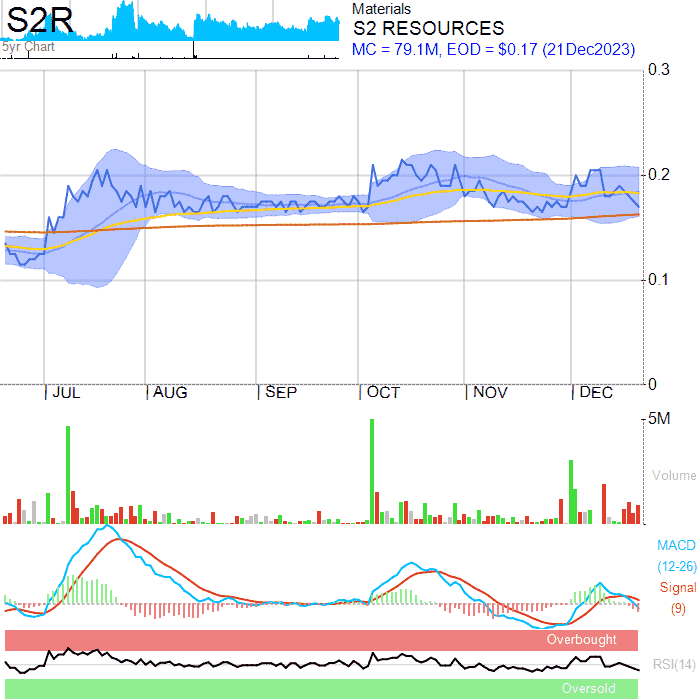 S2R
5yr Chart
Materials
S2 RESOURCES
MC = 79.1M, EOD = $0.17 (21Dec2023)
0.3
0.2
0.1
0
JUL AUG SEP OCT NOV DEC
5M
Volume
MACD
(12-26)
Signal
(9)
Overbought
RSI(14)
Oversold